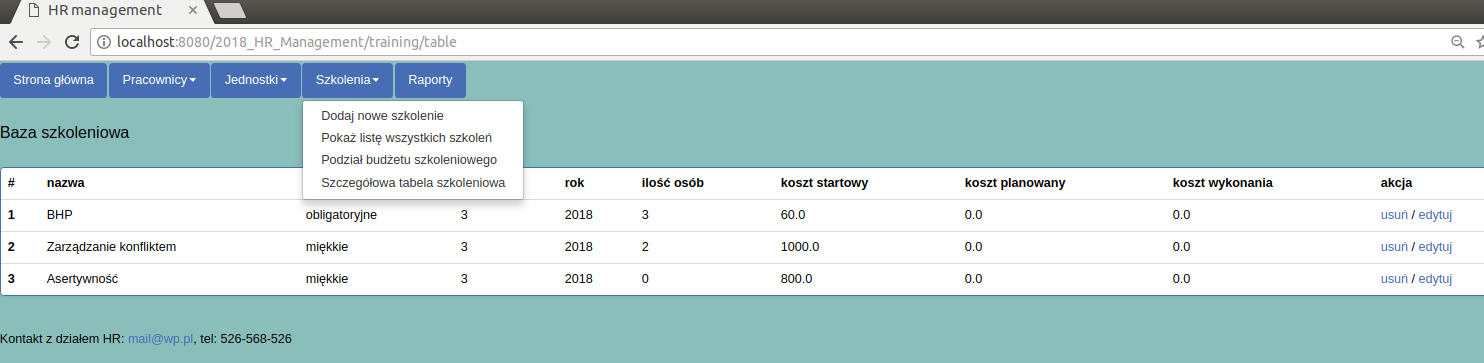 HR management
localhost:8080/2018_HR_Management/training/table
Strona główna Pracownicy Jednostki Szkolenia Raporty
Dodaj nowe szkolenie
Pokaż listę wszystkich szkoleń
Podział budżetu szkoleniowego
Szczegółowa tabela szkoleniowa
Baza szkoleniowa
# nazwa rok ilość osób koszt startowy koszt planowany koszt wykonania akcja
1 BHP obligatoryjne 3 2018 3 60.0 0.0 0.0 usuń / edytuj
2 Zarządzanie konfliktem miękkie 3 2018 2 1000.0 0.0 0.0 usuń / edytuj
3 Asertywność miękkie 3 2018 0 800.0 0.0 0.0 usuń / edytuj
Kontakt z działem HR: mail@wp.pl, tel: 526-568-526